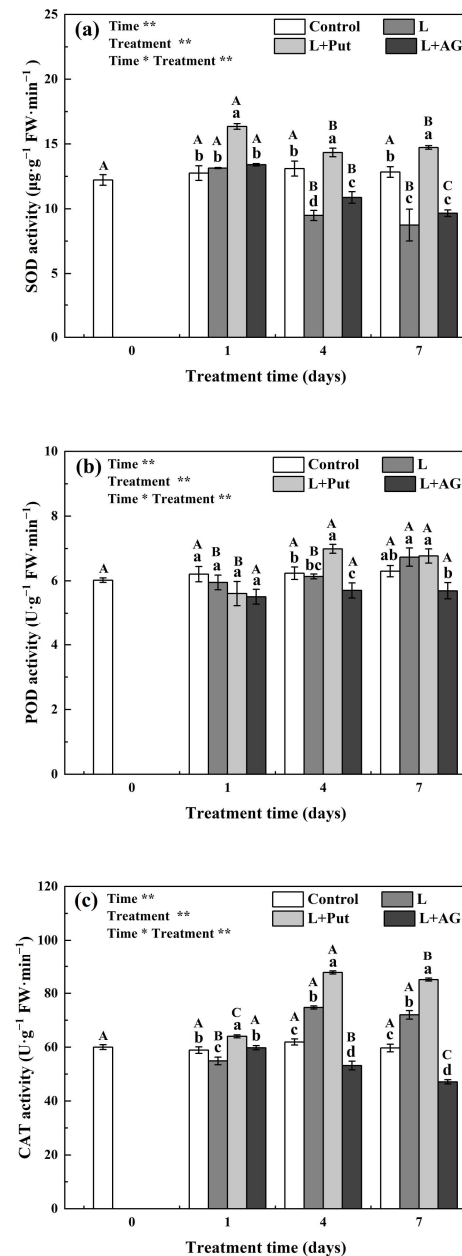 (a)
Time **
Treatment **
Time * Treatment **
Control
L
L+Put
L+AG
SOD activity (μg·g⁻¹ FW·min⁻¹)
25
20
15
10
5
0
A
A
b
A
b
A
a
A
b
A
b
B
d
B
a
B
c
A
b
B
c
B
a
C
c
0 1 4 7
Treatment time (days)
(b)
Time **
Treatment **
Time * Treatment **
Control
L
L+Put
L+AG
POD activity (U·g⁻¹ FW·min⁻¹)
10
8
6
4
2
0
A
A
a
B
a
B
a
A
a
A
b
B
bc
A
a
A
c
A
ab
A
a
A
a
A
b
0 1 4 7
Treatment time (days)
(c)
Time **
Treatment **
Time * Treatment **
Control
L
L+Put
L+AG
CAT activity (U·g⁻¹ FW·min⁻¹)
120
100
80
60
40
20
0
A
A
b
B
c
C
a
A
b
A
c
A
b
A
a
B
d
A
c
A
b
B
a
C
d
0 1 4 7
Treatment time (days)